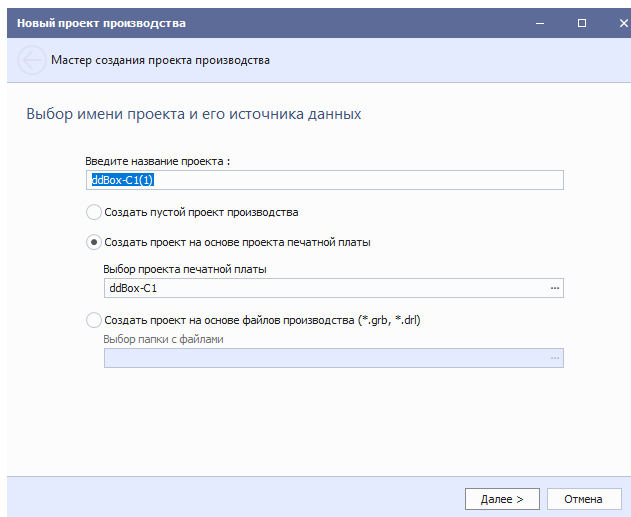 Новый проект производства
Мастер создания проекта производства
Выбор имени проекта и его источника данных
Введите название проекта :
ddBox-C1(1)
Создать пустой проект производства
Создать проект на основе проекта печатной платы
Выбор проекта печатной платы
ddBox-C1 ...
Создать проект на основе файлов производства (*.grb, *.drl)
Выбор папки с файлами
...
Далее > Отмена